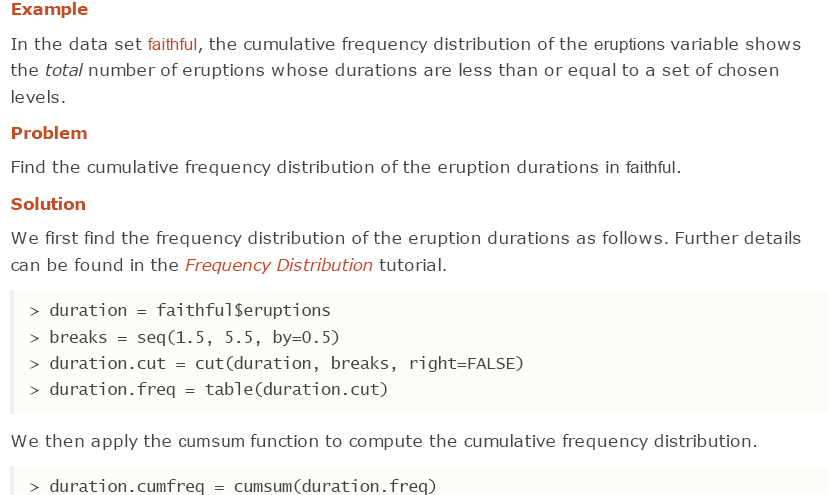 Example
In the data set faithful, the cumulative frequency distribution of the eruptions variable shows
the total number of eruptions whose durations are less than or equal to a set of chosen
levels.
Problem
Find the cumulative frequency distribution of the eruption durations in faithful.
Solution
We first find the frequency distribution of the eruption durations as follows. Further details
can be found in the Frequency Distribution tutorial.
> duration = faithful$eruptions
> breaks = seq(1.5, 5.5, by=0.5)
> duration.cut = cut(duration, breaks, right=FALSE)
> duration.freq = table(duration.cut)
We then apply the cumsum function to compute the cumulative frequency distribution.
> duration.cumfreq = cumsum(duration.freq)